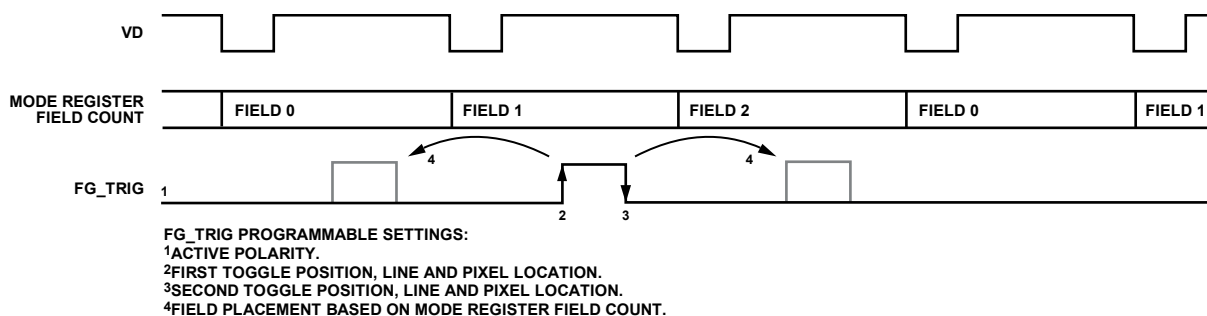 VD
MODE REGISTER
FIELD COUNT
FIELD 0
FIELD 1
FIELD 2
FIELD 0
FIELD 1
4
4
FG_TRIG
1
2
3
FG_TRIG PROGRAMMABLE SETTINGS:
1ACTIVE POLARITY.
2FIRST TOGGLE POSITION, LINE AND PIXEL LOCATION.
3SECOND TOGGLE POSITION, LINE AND PIXEL LOCATION.
4FIELD PLACEMENT BASED ON MODE REGISTER FIELD COUNT.